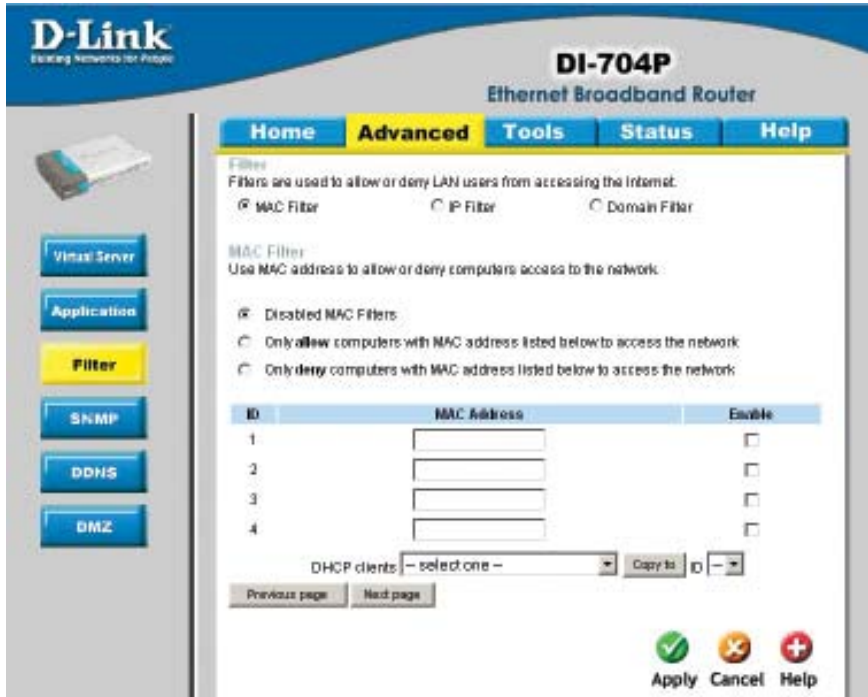 D-Link
Building Networks for People
DI-704P
Ethernet Broadband Router
Home Advanced Tools Status Help
Virtual Server
Application
Filter
SNMP
DDNS
DMZ
Filter
Filters are used to allow or deny LAN users from accessing the Internet.
MAC Filter IP Filter Domain Filter
MAC Filter
Use MAC address to allow or deny computers access to the network.
Disabled MAC Filters
Only allow computers with MAC address listed below to access the network
Only deny computers with MAC address listed below to access the network
ID MAC Address Enable
1
2
3
4
DHCP clients -- select one -- Copy to ID --
Previous page Next page
Apply Cancel Help